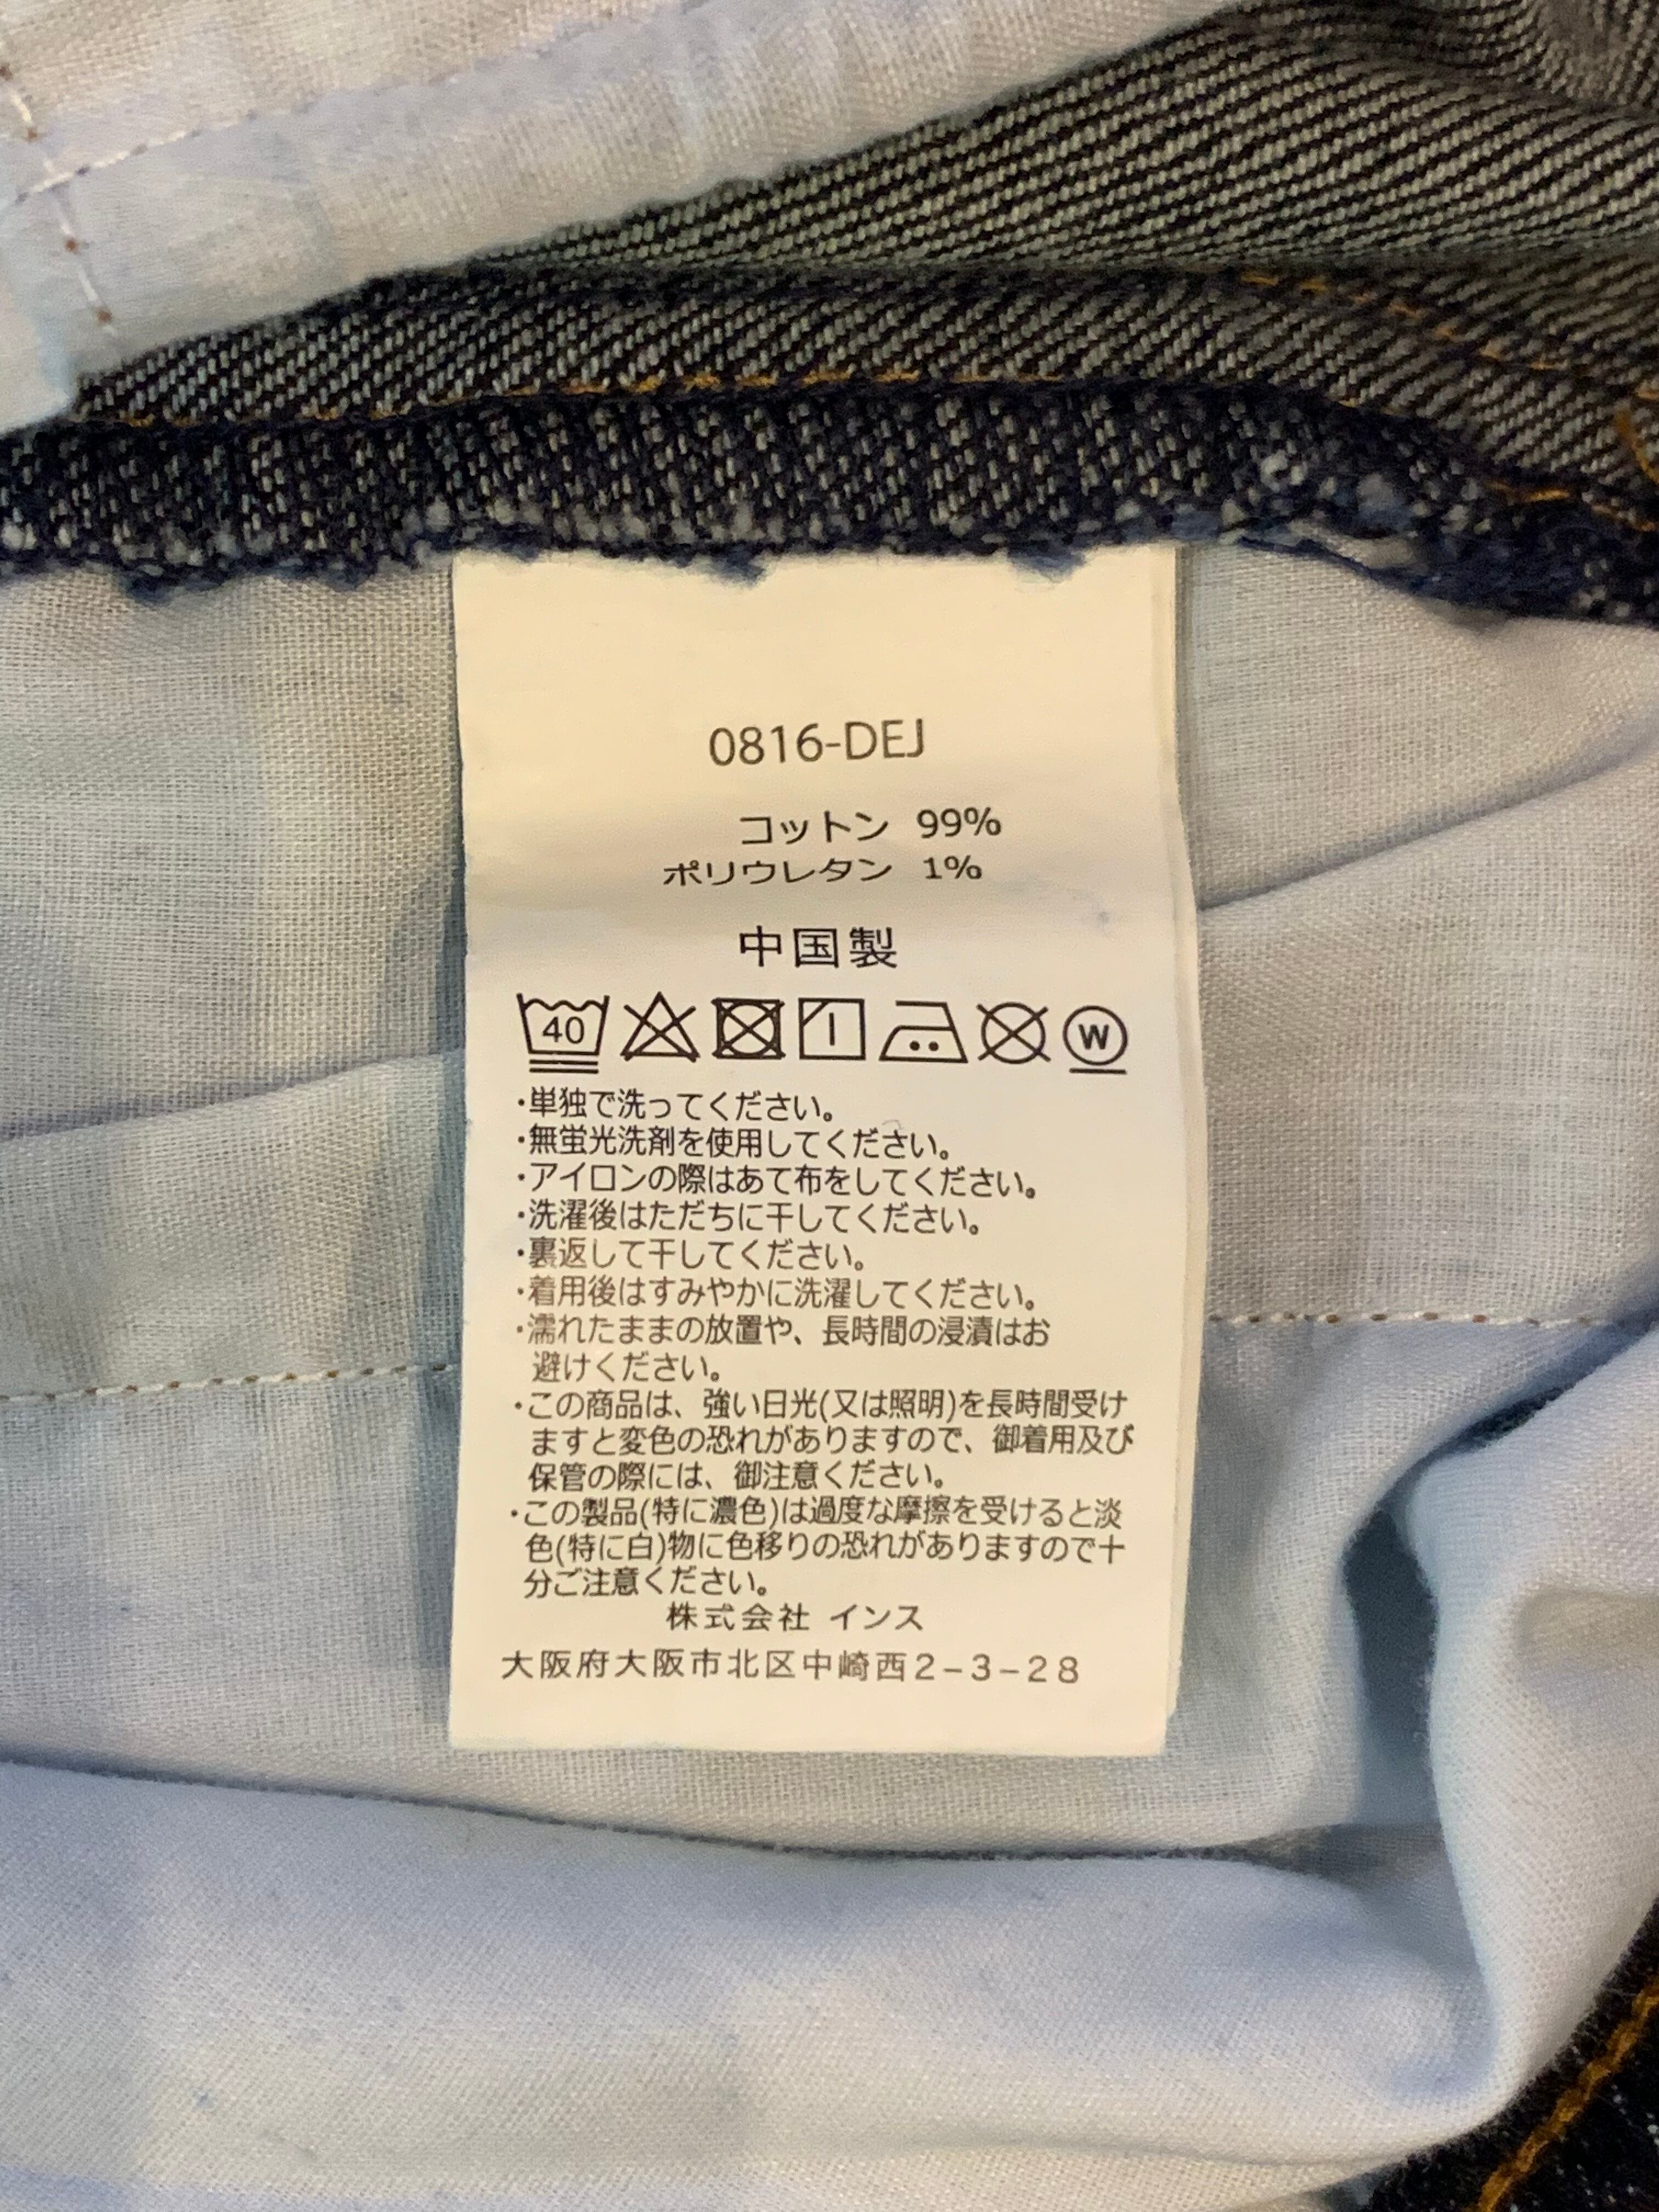 0816-DEJ
コットン 99%
ポリウレタン 1%
中国製
40 W
・単独で洗ってください。
・無蛍光洗剤を使用してください。
・アイロンの際はあて布をしてください。
・洗濯後はただちに干してください。
・裏返して干してください。
・着用後はすみやかに洗濯してください。
・濡れたままの放置や、長時間の浸漬はお
避けください。
・この商品は、強い日光(又は照明)を長時間受け
ますと変色の恐れがありますので、御着用及び
保管の際には、御注意ください。
・この製品(特に濃色)は過度な摩擦を受けると淡
色(特に白)物に色移りの恐れがありますので十
分ご注意ください。
株式会社 インス
大阪府大阪市北区中崎西2-3-28